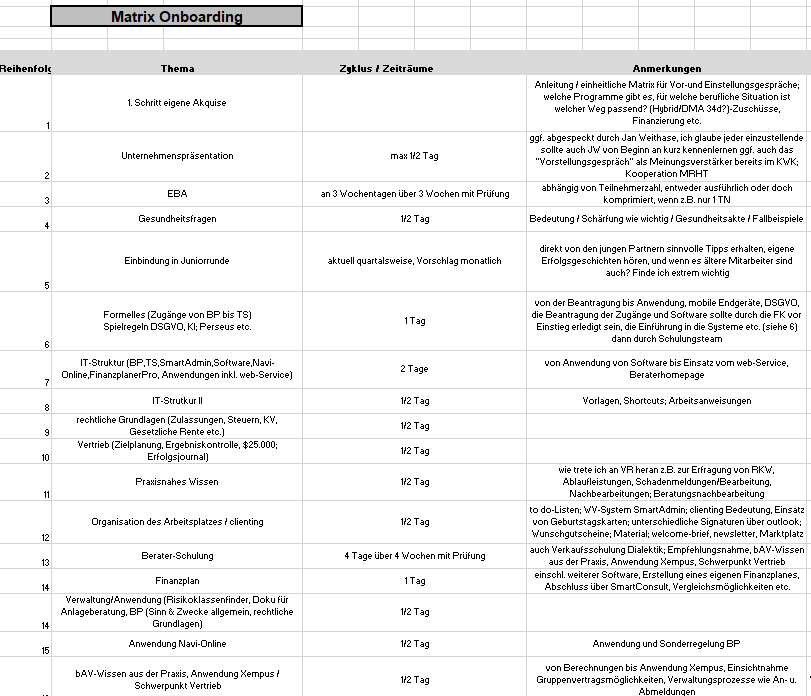 Matrix Onboarding
Reihenfolg Thema Zyklus / Zeiträume Anmerkungen
1 1. Schritt eigene Akquise Anleitung / einheitliche Matrix für Vor-und Einstellungsgespräche;
welche Programme gibt es, für welche berufliche Situation ist
welcher Weg passend? (Hybrid/DMA 34d?)-Zuschüsse,
Finanzierung etc.
2 Unternehmenspräsentation max 1/2 Tag ggf. abgespeckt durch Jan Weithase, ich glaube jeder einzustellende
sollte auch JW von Beginn an kurz kennenlernen ggf. auch das
"Vorstellungsgespräch" als Meinungsverstärker bereits im KWK;
Kooperation MRHT
3 EBA an 3 Wochentagen über 3 Wochen mit Prüfung abhängig von Teilnehmerzahl, entweder ausführlich oder doch
komprimiert, wenn z.B. nur 1 TN
4 Gesundheitsfragen 1/2 Tag Bedeutung / Schärfung wie wichtig / Gesundheitsakte / Fallbeispiele
5 Einbindung in Juniorrunde aktuell quartalsweise, Vorschlag monatlich direkt von den jungen Partnern sinnvolle Tipps erhalten, eigene
Erfolgsgeschichten hören, und wenn es ältere Mitarbeiter sind
auch? Finde ich extrem wichtig
6 Formelles (Zugänge von BP bis TS)
Spielregeln DSGVO, KI; Perseus etc. 1 Tag von der Beantragung bis Anwendung, mobile Endgeräte, DSGVO,
die Beantragung der Zugänge und Software sollte durch die FK vor
Einstieg erledigt sein, die Einführung in die Systeme etc. (siehe 6)
dann durch Schulungsteam
7 IT-Struktur (BP,TS,SmartAdmin,Software,Navi-
Online,FinanzplanerPro, Anwendungen inkl. web-Service) 2 Tage von Anwendung von Software bis Einsatz vom web-Service,
Beraterhomepage
8 IT-Strutkur II 1/2 Tag Vorlagen, Shortcuts; Arbeitsanweisungen
9 rechtliche Grundlagen (Zulassungen, Steuern, KV,
Gesetzliche Rente etc.) 1/2 Tag
10 Vertrieb (Zielplanung, Ergebniskontrolle, $25.000;
Erfolgsjournal) 1/2 Tag
11 Praxisnahes Wissen 1/2 Tag wie trete ich an VR heran z.B. zur Erfragung von RKW,
Ablaufleistungen, Schadenmeldungen/Bearbeitung,
Nachbearbeitungen; Beratungsnachbearbeitung
12 Organisation des Arbeitsplatzes / clienting 1/2 Tag to do-Listen; WV-System SmartAdmin; clienting Bedeutung, Einsatz
von Geburtstagskarten; unterschiedliche Signaturen über outlook;
Wunschgutscheine; Material; welcome-brief, newsletter, Marktplatz
13 Berater-Schulung 4 Tage über 4 Wochen mit Prüfung auch Verkaufsschulung Dialektik; Empfehlungsnahme, bAV-Wissen
aus der Praxis, Anwendung Xempus, Schwerpunkt Vertrieb
14 Finanzplan 1 Tag einschl. weiterer Software, Erstellung eines eigenen Finanzplanes,
Abschluss über SmartConsult, Vergleichsmöglichkeiten etc.
14 Verwaltung/Anwendung (Risikoklassenfinder, Doku für
Anlageberatung, BP (Sinn & Zwecke allgemein, rechtliche
Grundlagen) 1/2 Tag
15 Anwendung Navi-Online 1/2 Tag Anwendung und Sonderregelung BP
bAV-Wissen aus der Praxis, Anwendung Xempus /
Schwerpunkt Vertrieb 1/2 Tag von Berechnungen bis Anwendung Xempus, Einsichtnahme
Gruppenvertragsmöglichkeiten, Verwaltungsprozesse wie An- u.
Abmeldungen